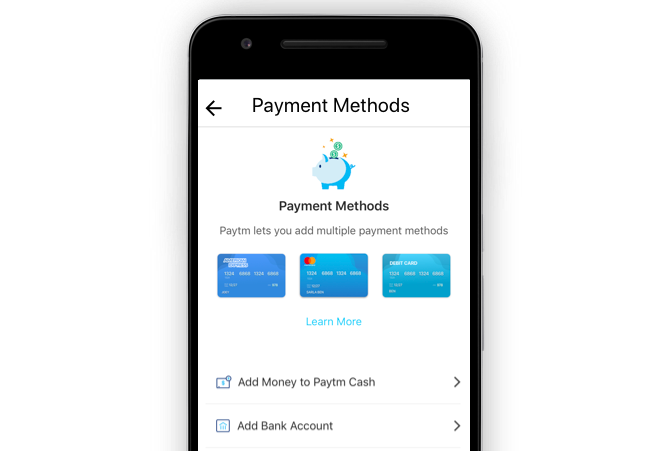 Payment Methods
Payment Methods
Paytm lets you add multiple payment methods
AMERICAN
EXPRESS
DEBIT CARD
1324 6868 1324 6868
1324 6868 1324 6868
1324 6868 1324 6868
Learn More
Add Money to Paytm Cash
Add Bank Account